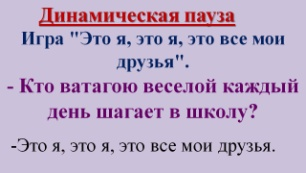 Динамическая пауза
Игра "Это я, это я, это все мои
друзья".
- Кто ватагою веселой каждый
день шагает в школу?
-Это я, это я, это все мои друзья.